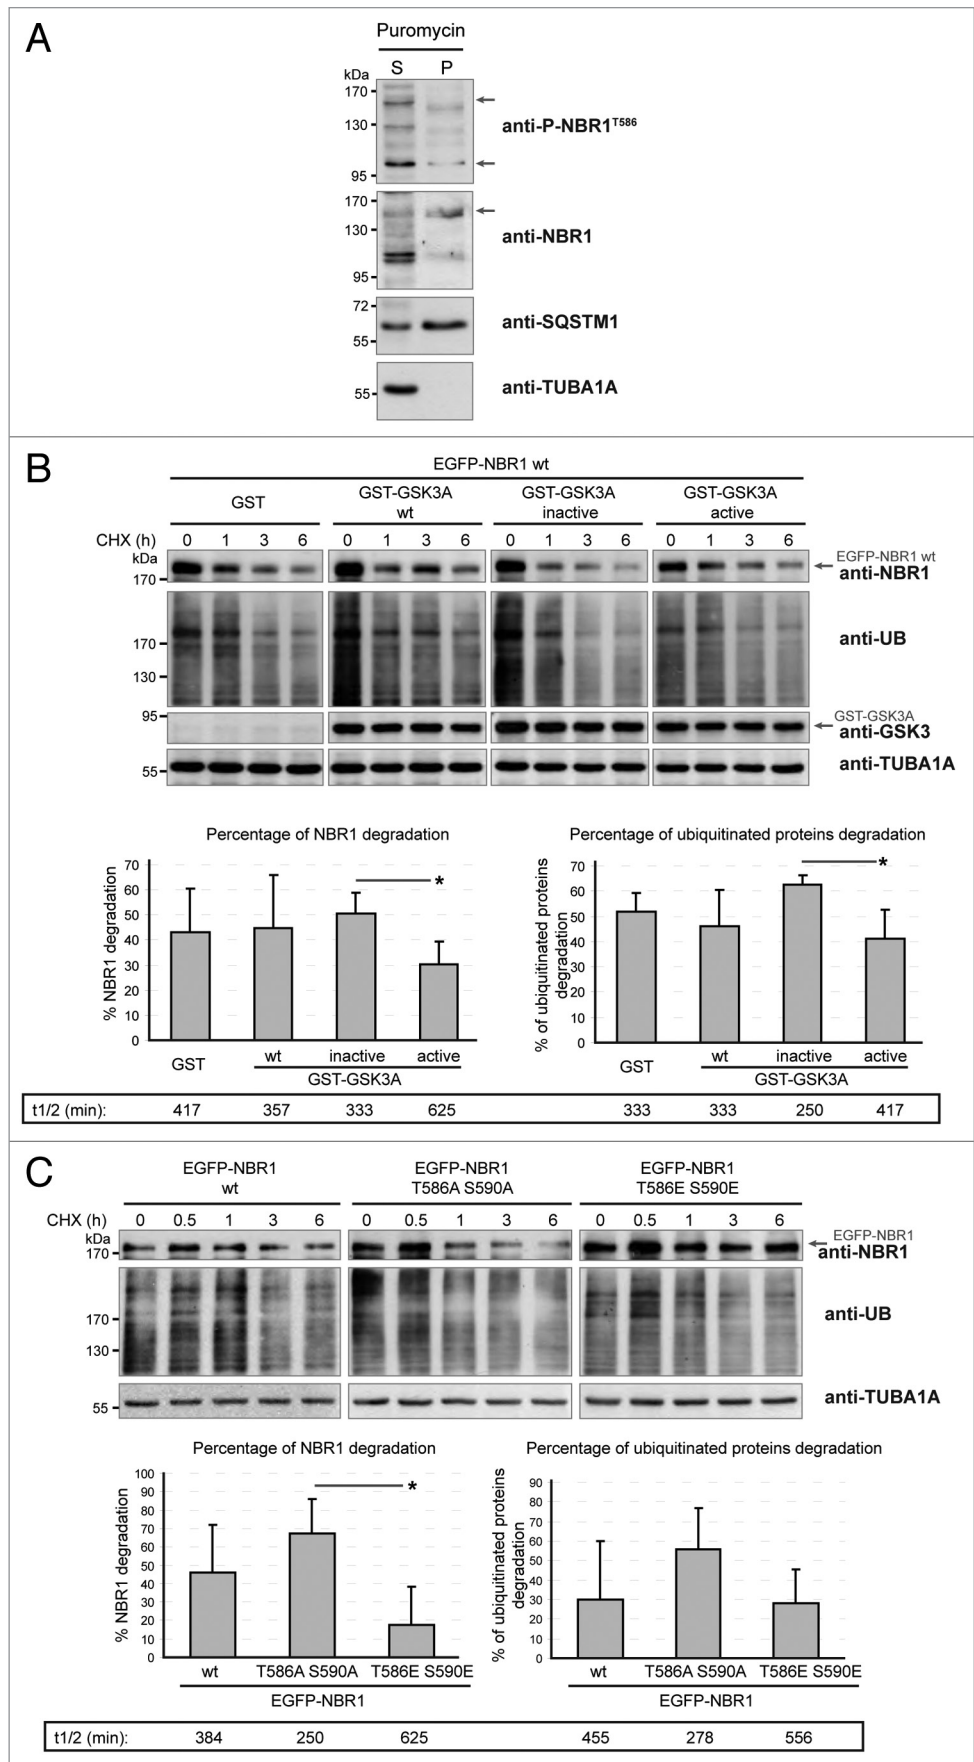 A
Puromycin
kDa S P
170
130
95
anti-P-NBR1T586
170
130
95
anti-NBR1
72
55
anti-SQSTM1
55
anti-TUBA1A
B
EGFP-NBR1 wt
GST GST-GSK3A wt GST-GSK3A inactive GST-GSK3A active
CHX (h) 0 1 3 6 0 1 3 6 0 1 3 6 0 1 3 6
kDa
170
EGFP-NBR1 wt
anti-NBR1
170
130
anti-UB
95
GST-GSK3A
anti-GSK3
55
anti-TUBA1A
Percentage of NBR1 degradation
% NBR1 degradation
70
60
50
40
30
20
10
0
*
GST wt inactive active
GST-GSK3A
Percentage of ubiquitinated proteins degradation
% of ubiquitinated proteins
degradation
70
60
50
40
30
20
10
0
*
GST wt inactive active
GST-GSK3A
t1/2 (min): 417 357 333 625 333 333 250 417
C
EGFP-NBR1 wt EGFP-NBR1 T586A S590A EGFP-NBR1 T586E S590E
CHX (h) 0 0.5 1 3 6 0 0.5 1 3 6 0 0.5 1 3 6
kDa
170
EGFP-NBR1
anti-NBR1
170
130
anti-UB
55
anti-TUBA1A
Percentage of NBR1 degradation
% NBR1 degradation
100
90
80
70
60
50
40
30
20
10
0
*
wt T586A S590A T586E S590E
EGFP-NBR1
Percentage of ubiquitinated proteins degradation
% of ubiquitinated proteins
degradation
90
80
70
60
50
40
30
20
10
0
wt T586A S590A T586E S590E
EGFP-NBR1
t1/2 (min): 384 250 625 455 278 556